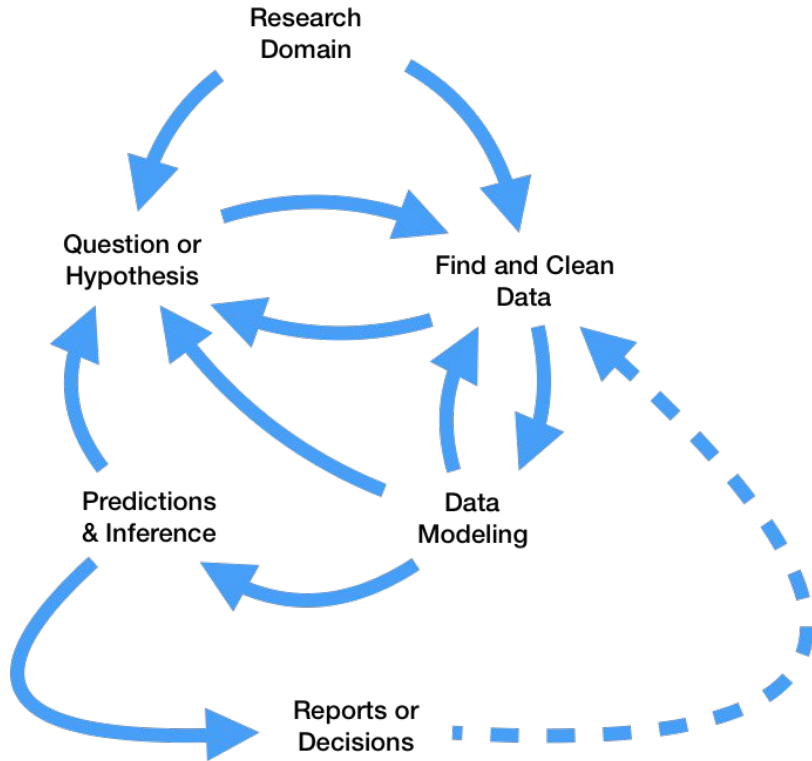 Research
Domain
Question or
Hypothesis
Find and Clean
Data
Predictions
& Inference
Data
Modeling
Reports or
Decisions